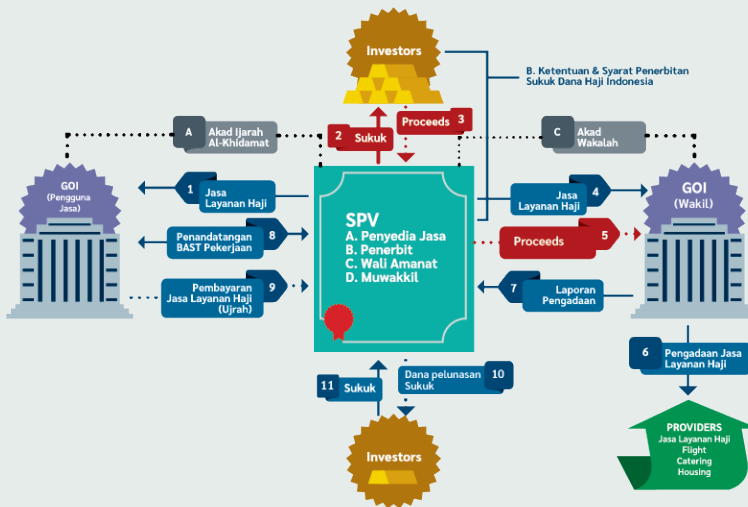 Investors
B. Ketentuan & Syarat Penerbitan
Sukuk Dana Haji Indonesia
A
Akad Ijarah
Al-Khidamat
2
Sukuk
Proceeds
3
C
Akad
Wakalah
GOI
(Pengguna
Jasa)
1
Jasa
Layanan Haji
Penandatangan
BAST Pekerjaan
8
Pembayaran
Jasa Layanan Haji
(Ujrah)
9
SPV
A. Penyedia Jasa
B. Penerbit
C. Wali Amanat
D. Muwakkil
Jasa
Layanan Haji
4
Proceeds
5
7
Laporan
Pengadaan
GOI
(Wakil)
6
Pengadaan Jasa
Layanan Haji
11
Sukuk
Dana pelunasan
Sukuk
10
Investors
PROVIDERS
Jasa Layanan Haji
Flight
Catering
Housing